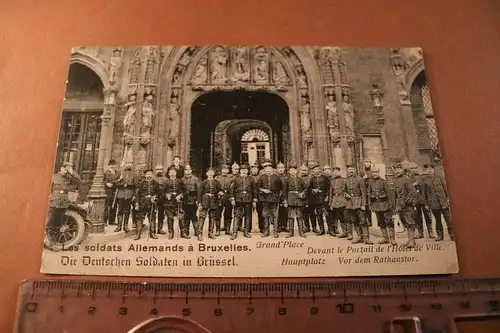 Les soldats Allemands à Bruxelles. Grand'Place Devant le Portail de l'Hôtel de Ville.
Die Deutschen Soldaten in Brüssel. Hauptplatz Vor dem Rathaustor.